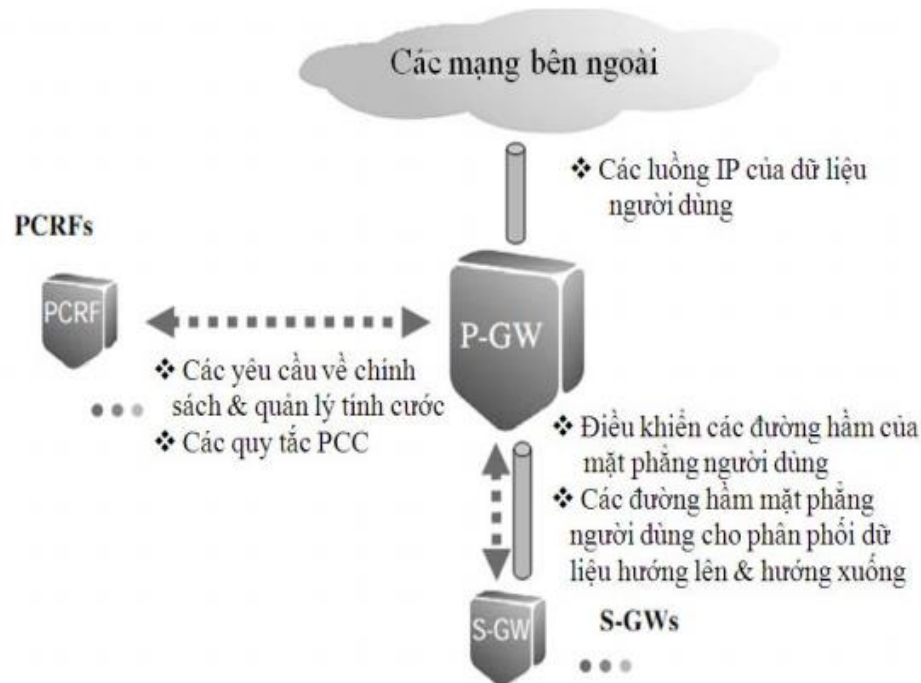 Các mạng bên ngoài
❖ Các luồng IP của dữ liệu
người dùng
PCRFs
PCRF
P-GW
❖ Các yêu cầu về chính
sách & quản lý tính cước
❖ Các quy tắc PCC
❖ Điều khiển các đường hầm của
mặt phẳng người dùng
❖ Các đường hầm mặt phẳng
người dùng cho phân phối dữ
liệu hướng lên & hướng xuống
S-GW
S-GWs